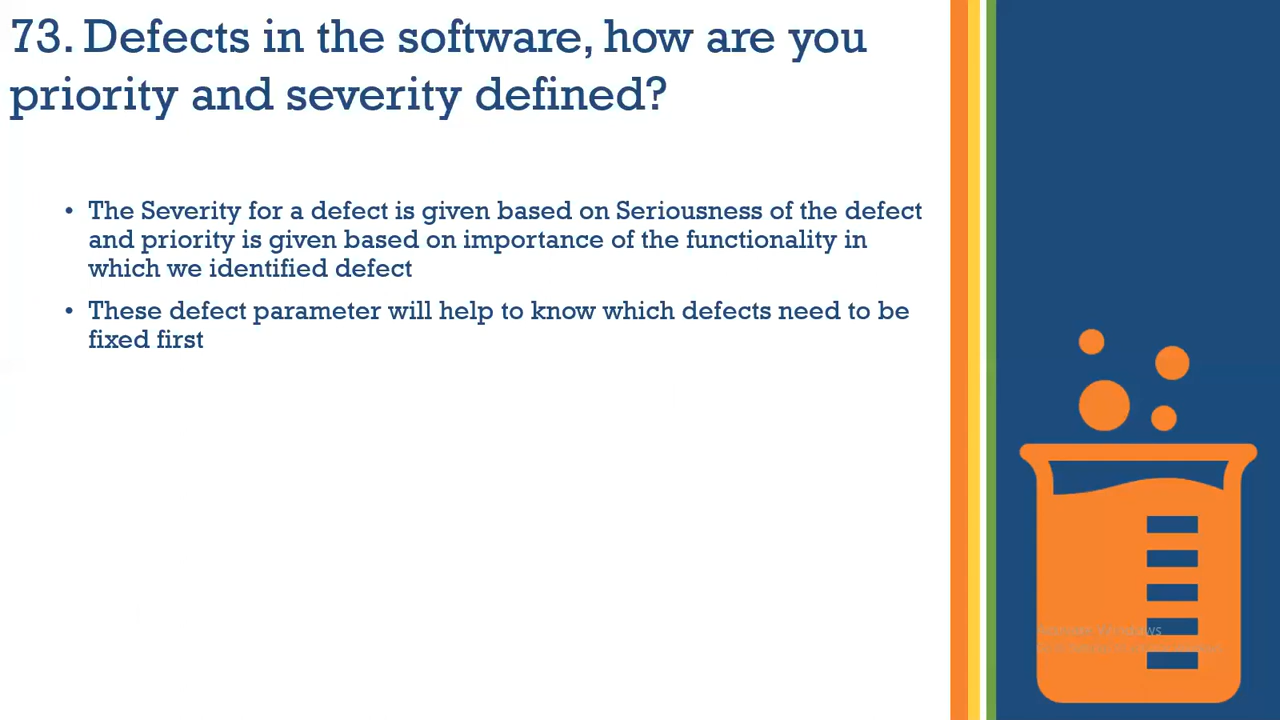 73. Defects in the software, how are you
priority and severity defined?
• The Severity for a defect is given based on Seriousness of the defect
and priority is given based on importance of the functionality in
which we identified defect
• These defect parameter will help to know which defects need to be
fixed first